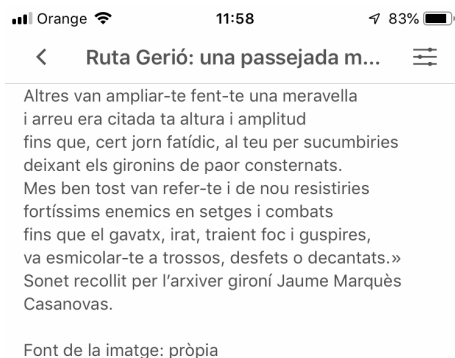 Orange 11:58 83%
Ruta Gerió: una passejada m...
Altres van ampliar-te fent-te una meravella
i arreu era citada ta altura i amplitud
fins que, cert jorn fatídic, al teu per sucumbiries
deixant els gironins de paor consternats.
Mes ben tost van refer-te i de nou resistiries
fortíssims enemics en setges i combats
fins que el gavatx, irat, traient foc i guspires,
va esmicolar-te a trossos, desfets o decantats.»
Sonet recollit per l’arxiver gironí Jaume Marquès
Casanovas.
Font de la imatge: pròpia